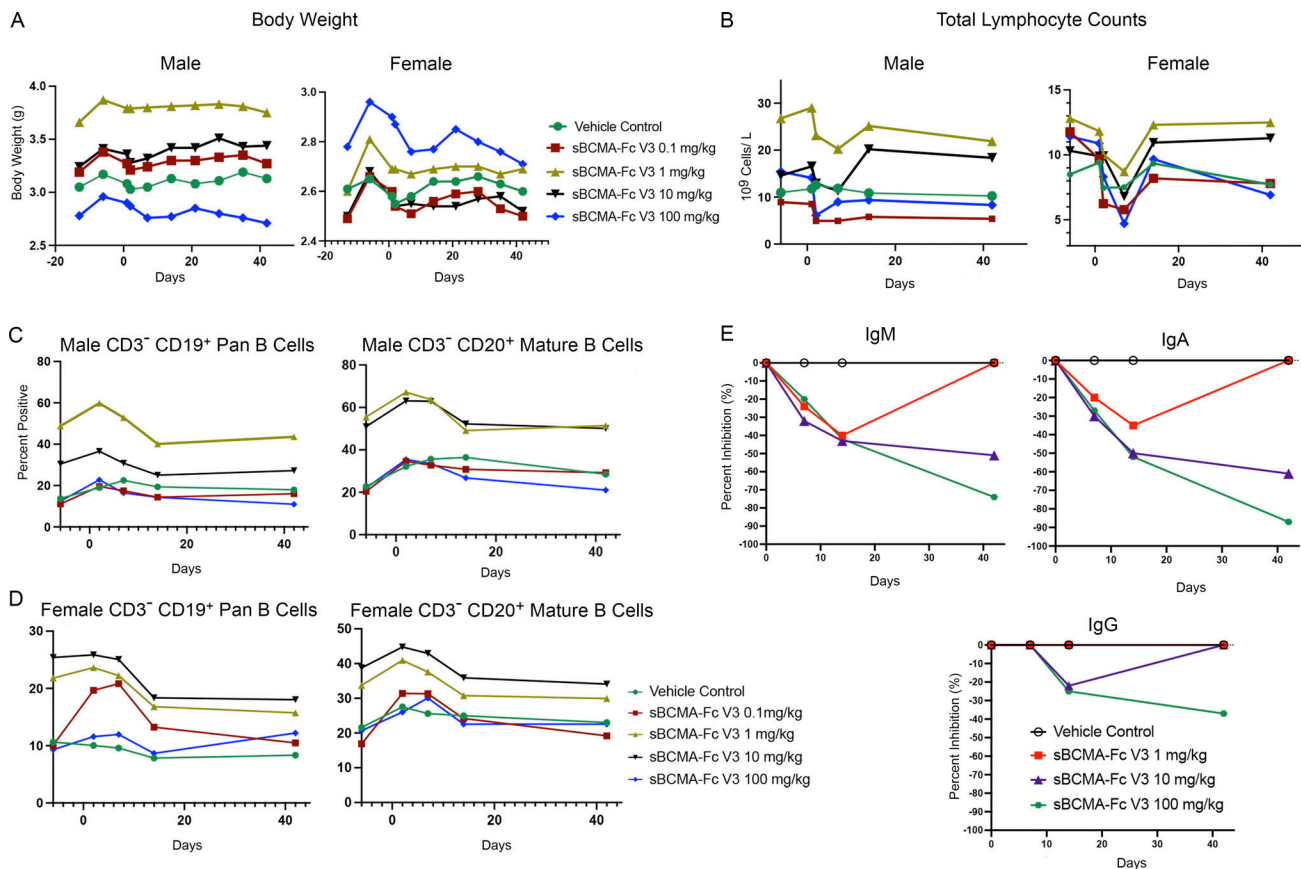 A
Body Weight
Male
Female
Body Weight (g)
4.0
3.5
3.0
2.5
-20
0
20
40
Days
3.0
2.8
2.6
2.4
-20
0
20
40
Days
Vehicle Control
sBCMA-Fc V3 0.1 mg/kg
sBCMA-Fc V3 1 mg/kg
sBCMA-Fc V3 10 mg/kg
sBCMA-Fc V3 100 mg/kg
B
Total Lymphocyte Counts
Male
Female
10⁹ Cells/ L
30
20
10
0
0
20
40
Days
15
10
5
0
20
40
Days
C
Male CD3⁻ CD19⁺ Pan B Cells
Male CD3⁻ CD20⁺ Mature B Cells
Percent Positive
80
60
40
20
0
0
20
40
Days
80
60
40
20
0
0
20
40
Days
D
Female CD3⁻ CD19⁺ Pan B Cells
Female CD3⁻ CD20⁺ Mature B Cells
30
20
10
0
0
20
40
Days
50
40
30
20
10
0
0
20
40
Days
Vehicle Control
sBCMA-Fc V3 0.1mg/kg
sBCMA-Fc V3 1 mg/kg
sBCMA-Fc V3 10 mg/kg
sBCMA-Fc V3 100 mg/kg
E
IgM
IgA
Percent Inhibition (%)
0
-10
-20
-30
-40
-50
-60
-70
-80
-90
-100
0
10
20
30
40
Days
Percent Inhibition (%)
0
-10
-20
-30
-40
-50
-60
-70
-80
-90
-100
0
10
20
30
40
Days
IgG
Percent Inhibition (%)
0
-10
-20
-30
-40
-50
-60
-70
-80
-90
-100
0
10
20
30
40
Days
Vehicle Control
sBCMA-Fc V3 1 mg/kg
sBCMA-Fc V3 10 mg/kg
sBCMA-Fc V3 100 mg/kg